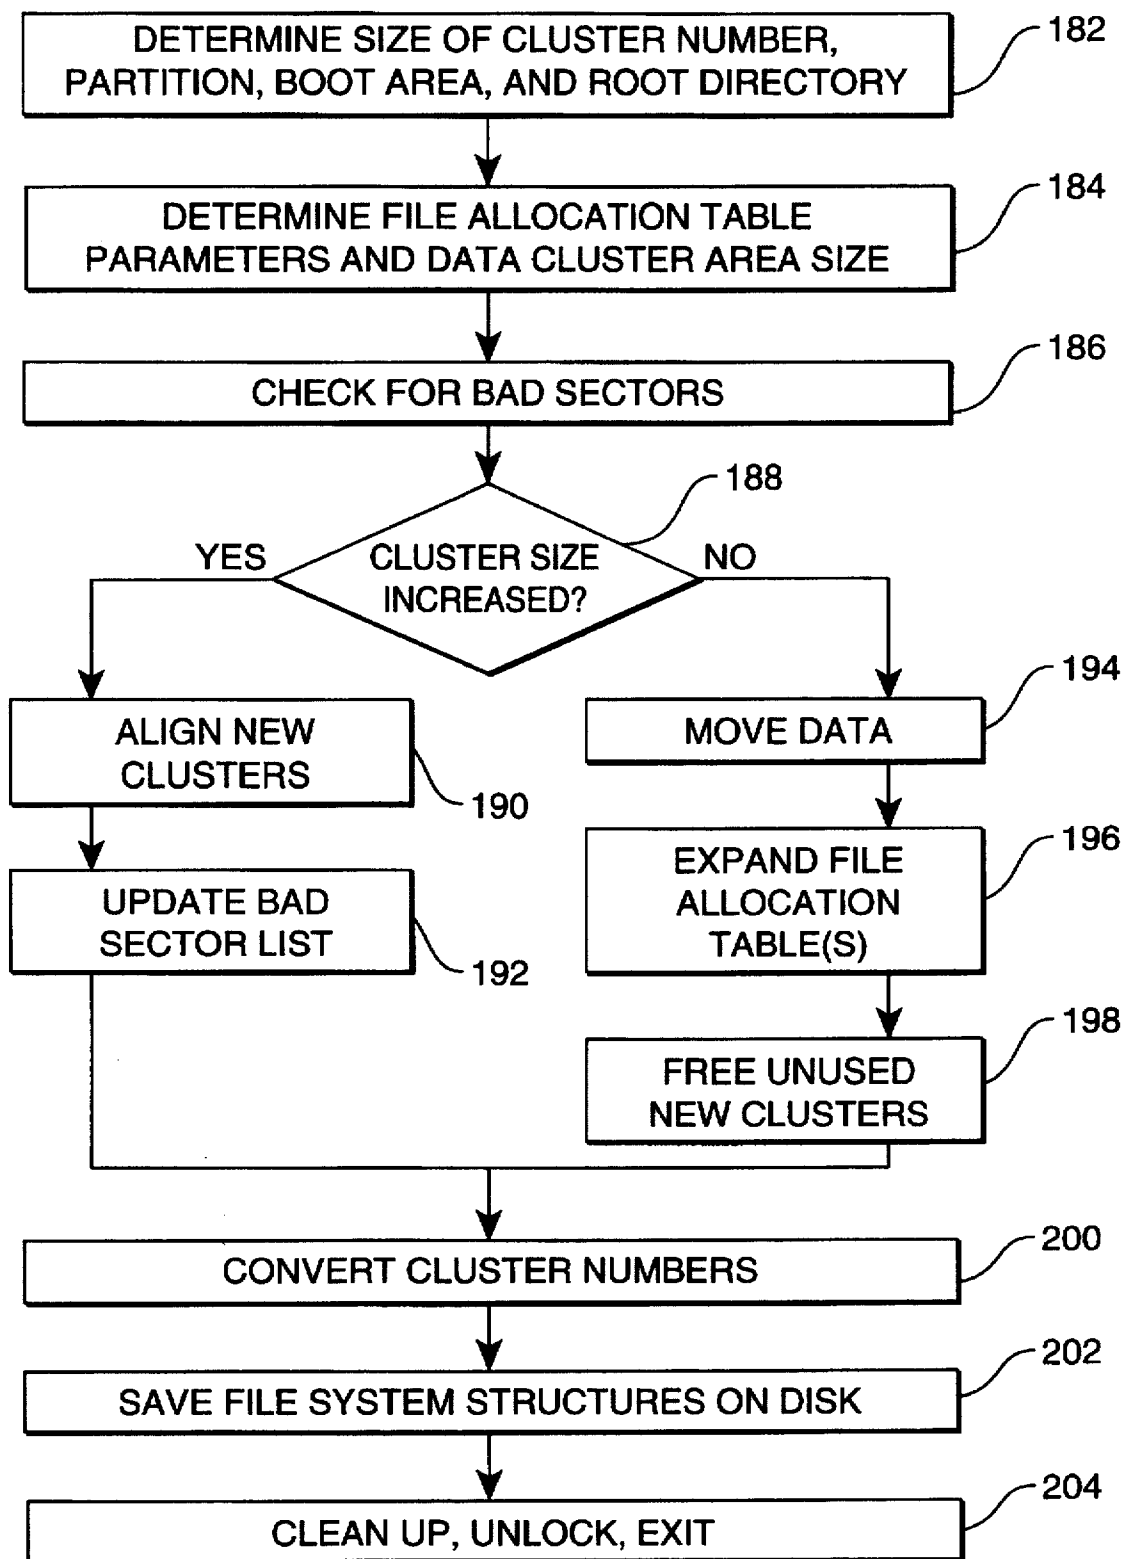 DETERMINE SIZE OF CLUSTER NUMBER,
PARTITION, BOOT AREA, AND ROOT DIRECTORY
182
DETERMINE FILE ALLOCATION TABLE
PARAMETERS AND DATA CLUSTER AREA SIZE
184
CHECK FOR BAD SECTORS
186
188
YES
CLUSTER SIZE
INCREASED?
NO
ALIGN NEW
CLUSTERS
190
UPDATE BAD
SECTOR LIST
192
MOVE DATA
194
EXPAND FILE
ALLOCATION
TABLE(S)
196
FREE UNUSED
NEW CLUSTERS
198
CONVERT CLUSTER NUMBERS
200
SAVE FILE SYSTEM STRUCTURES ON DISK
202
CLEAN UP, UNLOCK, EXIT
204